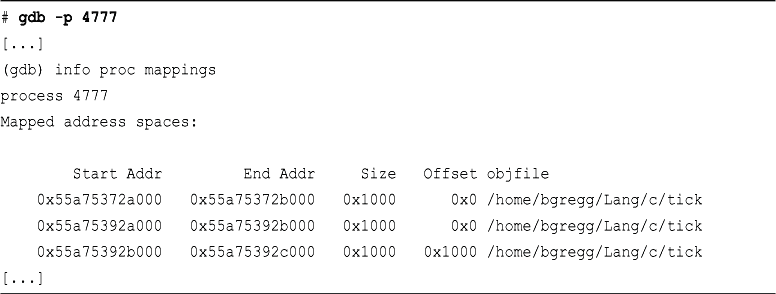 # gdb -p 4777
[...]
(gdb) info proc mappings
process 4777
Mapped address spaces:
Start Addr End Addr Size Offset objfile
0x55a75372a000 0x55a75372b000 0x1000 0x0 /home/bgregg/Lang/c/tick
0x55a75392a000 0x55a75392b000 0x1000 0x0 /home/bgregg/Lang/c/tick
0x55a75392b000 0x55a75392c000 0x1000 0x1000 /home/bgregg/Lang/c/tick
[...]